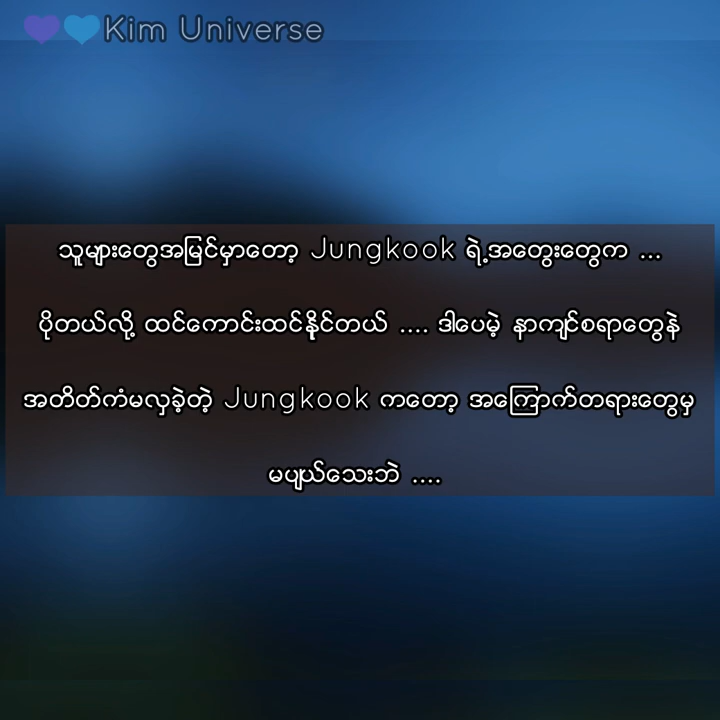 💜💙Kim Universe
သူများတွေအမြင်မှာတော့ Jungkook ရဲ့အတွေးတွေက ...
ပိုတယ်လို့ ထင်ကောင်းထင်နိုင်တယ် .... ဒါပေမဲ့ နာကျင်စရာတွေနဲ
အတိတ်ကံမလှခဲ့တဲ့ Jungkook ကတော့ အကြောက်တရားတွေမှ
မပျယ်သေးဘဲ ....